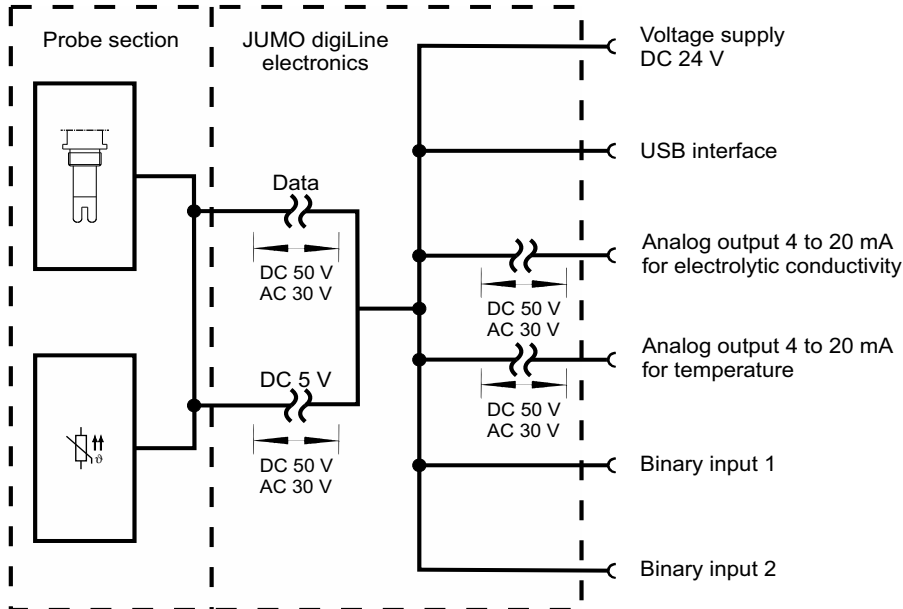 Probe section
JUMO digiLine
electronics
Voltage supply
DC 24 V
USB interface
Data
DC 50 V
AC 30 V
Analog output 4 to 20 mA
for electrolytic conductivity
DC 50 V
AC 30 V
Analog output 4 to 20 mA
for temperature
DC 5 V
DC 50 V
AC 30 V
DC 50 V
AC 30 V
ϑ
Binary input 1
Binary input 2